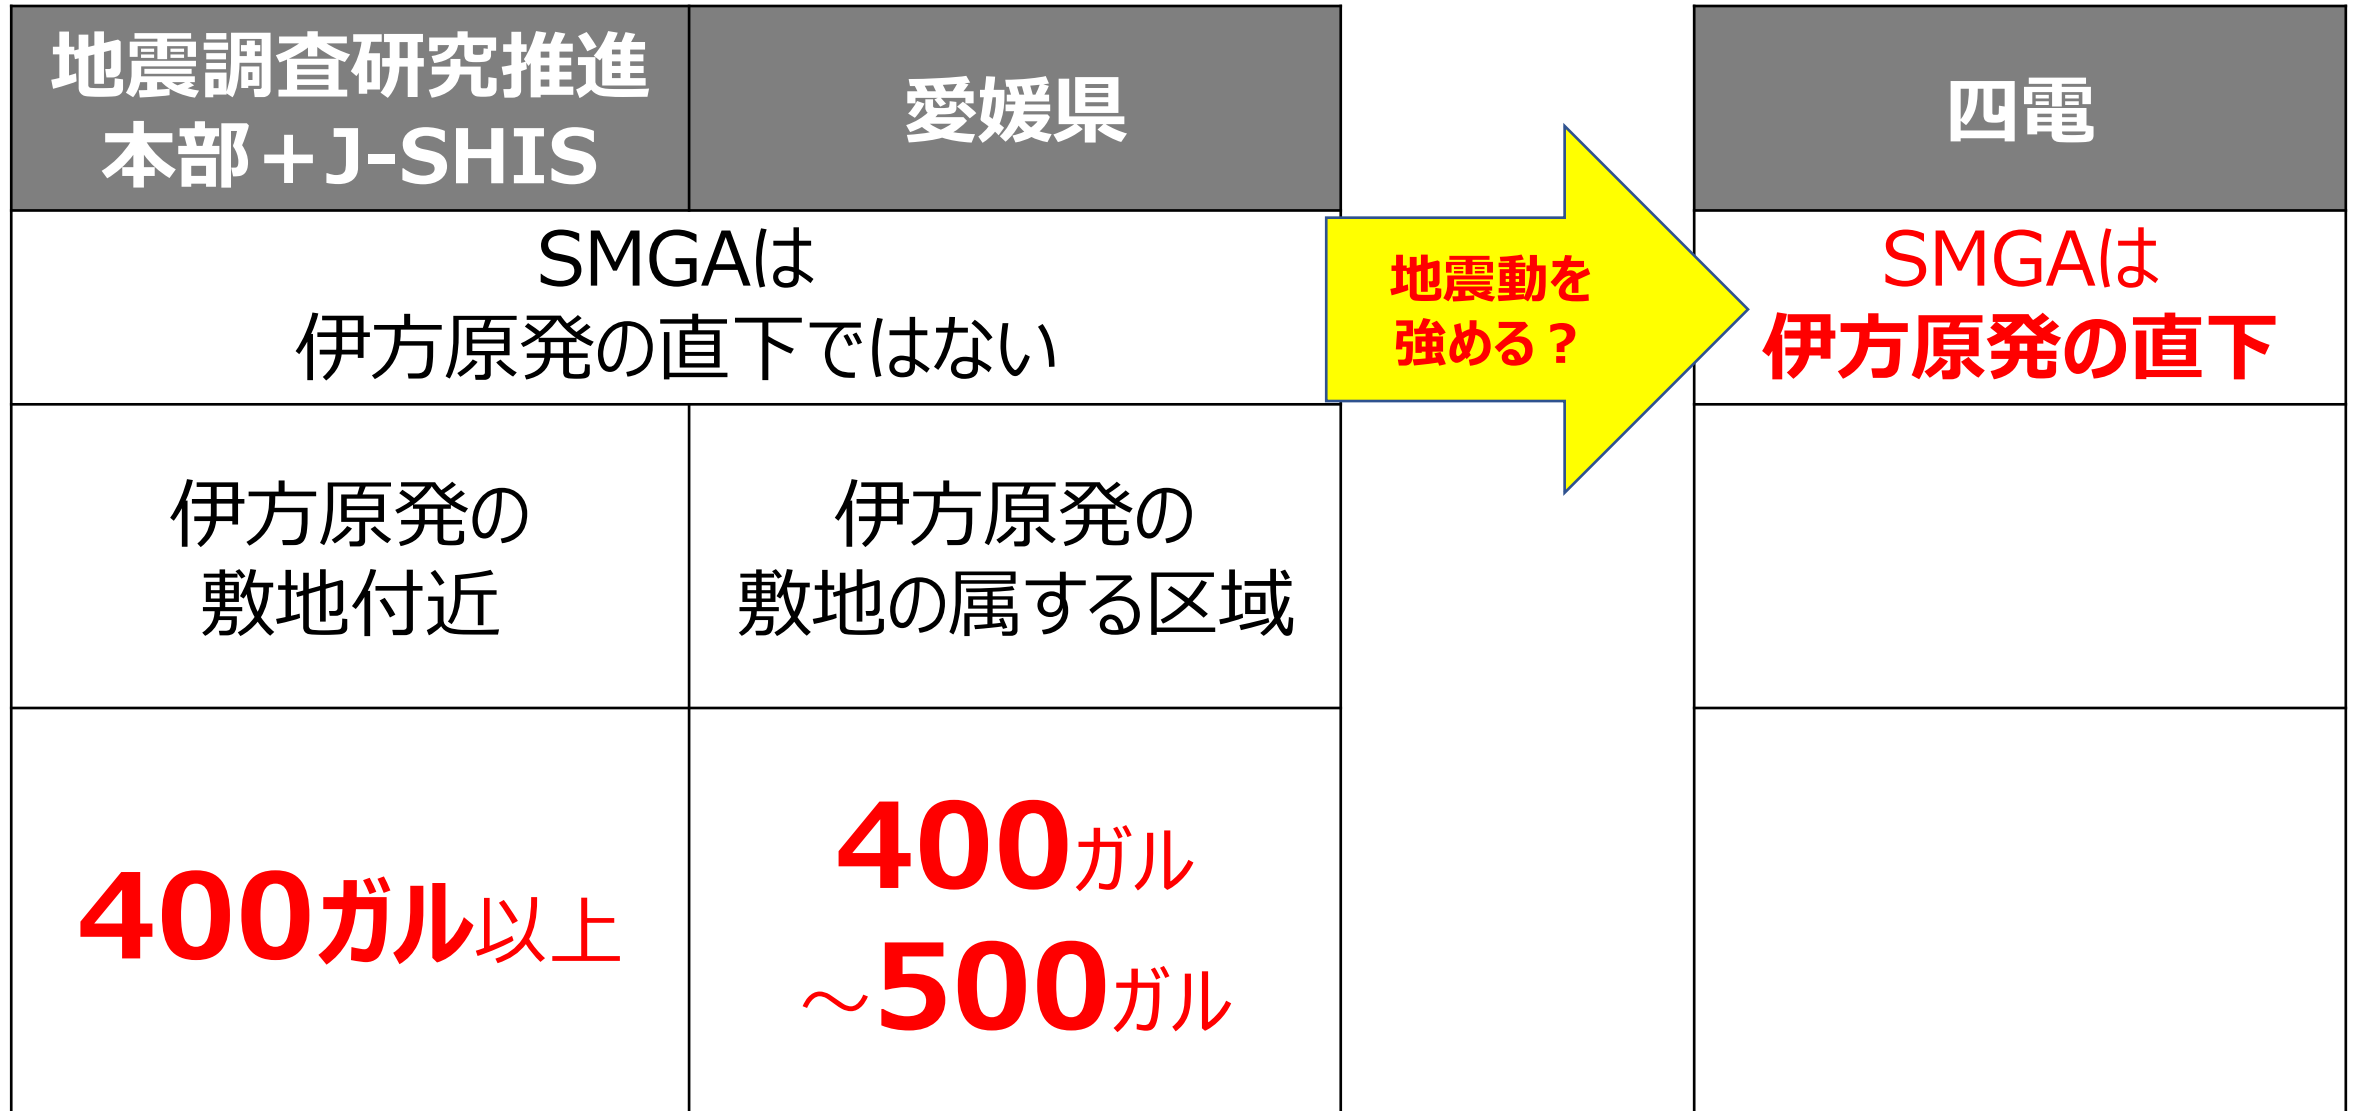 地震調査研究推進
本部＋J-SHIS
愛媛県
四電
SMGAは
伊方原発の直下ではない
地震動を
強める？
SMGAは
伊方原発の直下
伊方原発の
敷地付近
伊方原発の
敷地の属する区域
400ガル以上
400ガル
～500ガル